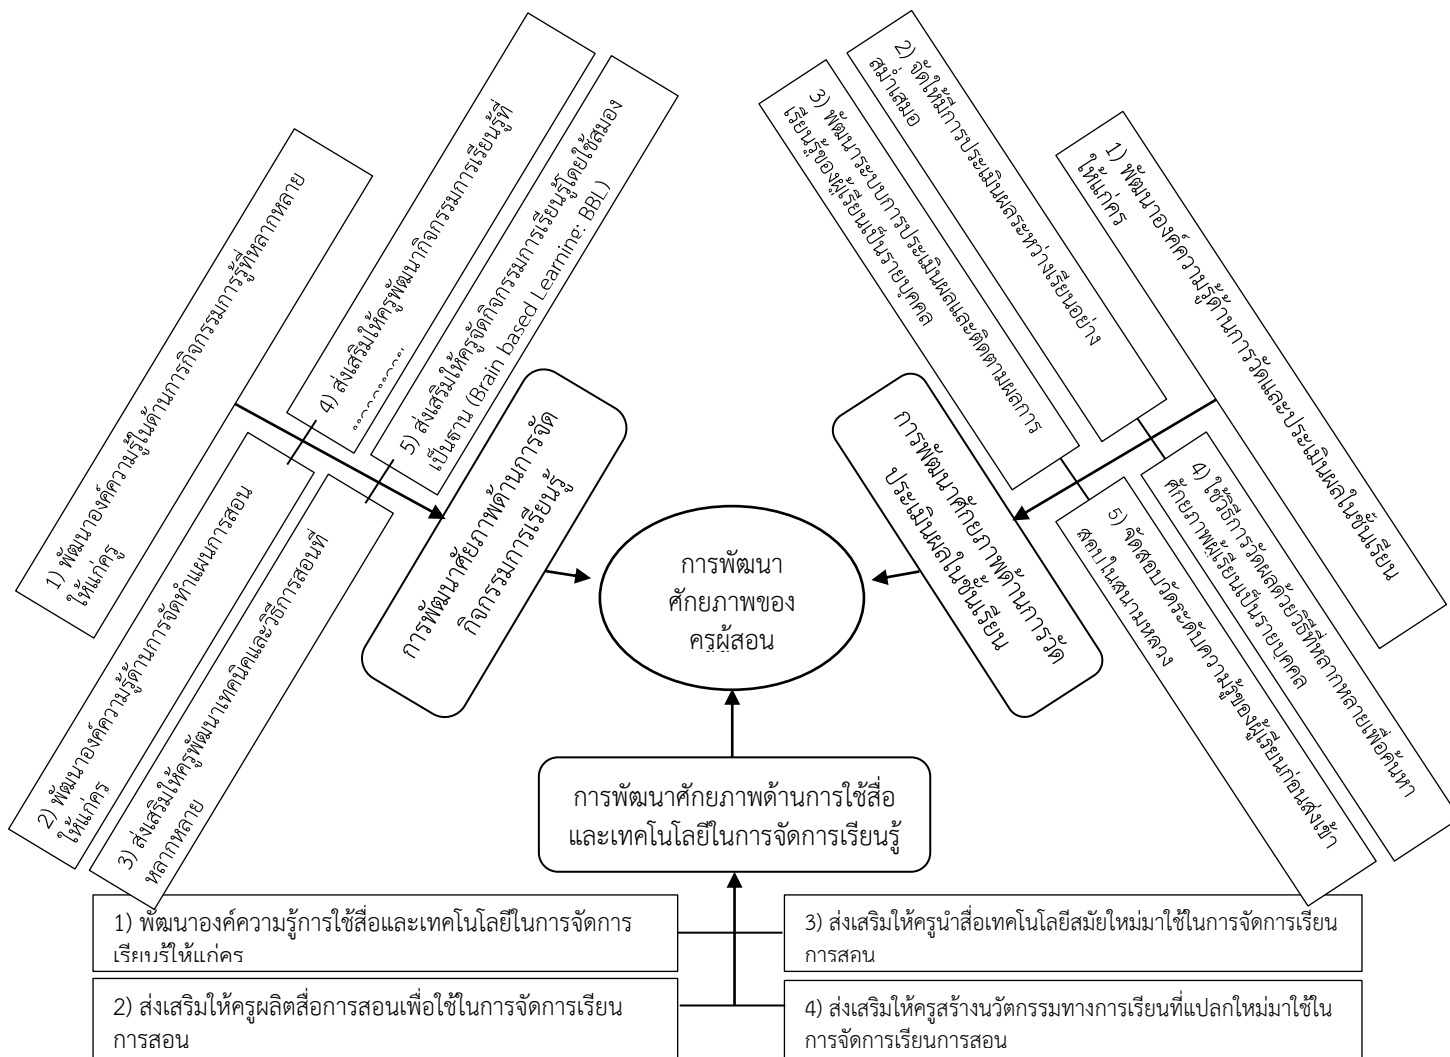 1) พัฒนาองค์ความรู้ในด้านการกิจกรรมการรู้ที่หลากหลาย
ให้แก่ครู
2) พัฒนาองค์ความรู้ด้านการจัดทำแผนการสอน
ให้แก่คร
3) ส่งเสริมให้ครูพัฒนาเทคนิคและวิธีการสอนที่
หลากหลาย
4) ส่งเสริมให้ครูพัฒนากิจกรรมการเรียนรู้ที่
5) ส่งเสริมให้ครูจัดกิจกรรมการเรียนรู้โดยใช้สมอง
เป็นฐาน (Brain based Learning: BBL)
การพัฒนาศัยภาพด้านการจัด
กิจกรรมการเรียนรู้
3) พัฒนาระบบการประเมินผลและติดตามผลการ
เรียนรู้ของผู้เรียนเป็นรายบุคคล
2) จัดให้มีการประเมินผลระหว่างเรียนอย่าง
สม่ำเสมอ
1) พัฒนาองค์ความรู้ด้านการวัดและประเมินผลในชั้นเรียน
ให้แก่คร
4) ใช้วิธีการวัดผลด้วยวิธีที่หลากหลายเพื่อค้นหา
ศักยภาพผู้เรียนเป็นรายบุคคล
5) จัดสอบวัดระดับความรู้ของผู้เรียนก่อนส่งเข้า
สอบในสนามหลวง
การพัฒนาศักยภาพด้านการวัด
ประเมินผลในชั้นเรียน
การพัฒนา
ศักยภาพของ
ครูผู้สอน
การพัฒนาศักยภาพด้านการใช้สื่อ
และเทคโนโลยีในการจัดการเรียนรู้
1) พัฒนาองค์ความรู้การใช้สื่อและเทคโนโลยีในการจัดการ
เรียนรู้ให้แก่คร
2) ส่งเสริมให้ครูผลิตสื่อการสอนเพื่อใช้ในการจัดการเรียน
การสอน
3) ส่งเสริมให้ครูนำสื่อเทคโนโลยีสมัยใหม่มาใช้ในการจัดการเรียน
การสอน
4) ส่งเสริมให้ครูสร้างนวัตกรรมทางการเรียนที่แปลกใหม่มาใช้ใน
การจัดการเรียนการสอน